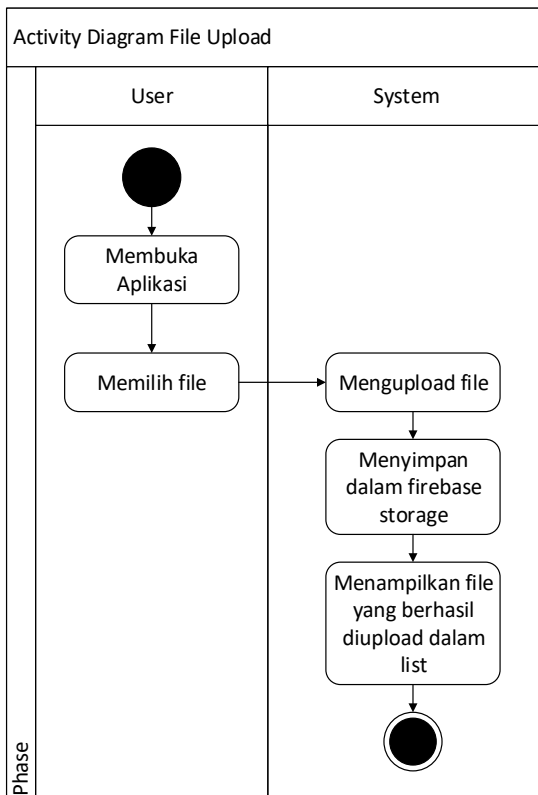 Activity Diagram File Upload
User
System
Membuka
Aplikasi
Memilih file
Mengupload file
Menyimpan
dalam firebase
storage
Menampilkan file
yang berhasil
diupload dalam
list
Phase